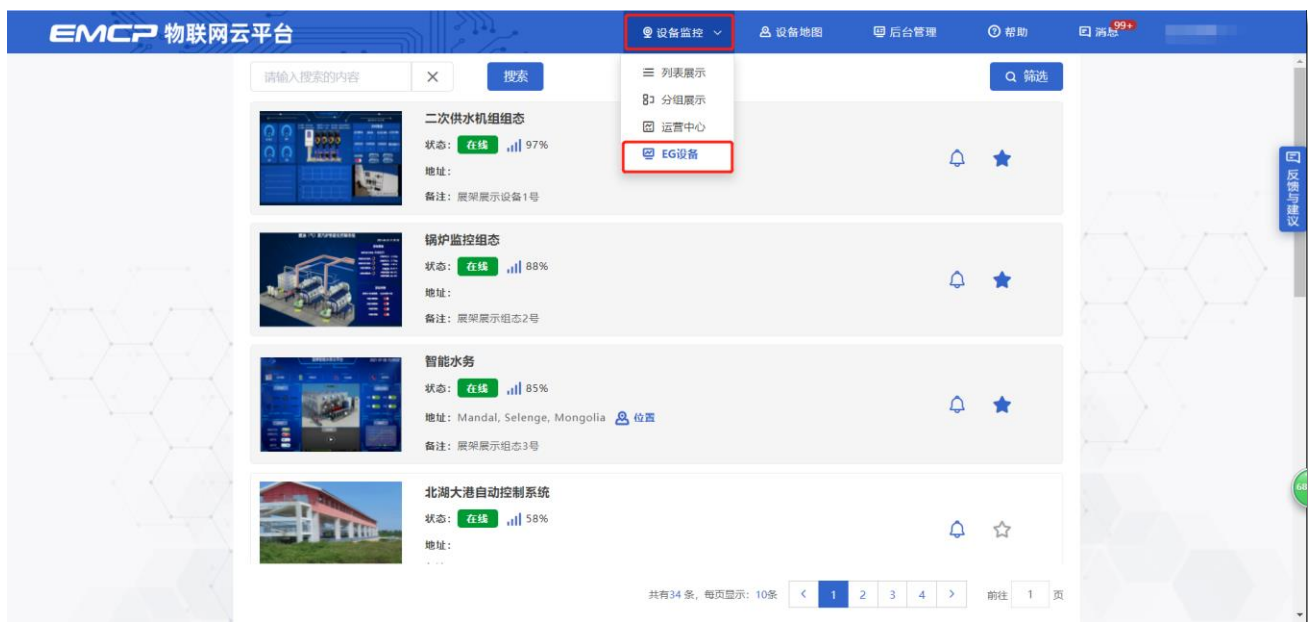 EMCP 物联网云平台
设备监控
设备地图
后台管理
帮助
消息
99+
请输入搜索的内容
搜索
筛选
列表展示
分组展示
运营中心
EG设备
二次供水机组组态
状态: 在线 97%
地址:
备注: 展架展示设备1号
锅炉监控组态
状态: 在线 88%
地址:
备注: 展架展示组态2号
智能水务
状态: 在线 85%
地址: Mandal, Selenge, Mongolia 位置
备注: 展架展示组态3号
北湖大港自动控制系统
状态: 在线 58%
地址:
反馈与建议
68
共有34 条, 每页显示: 10条 < 1 2 3 4 > 前往 1 页